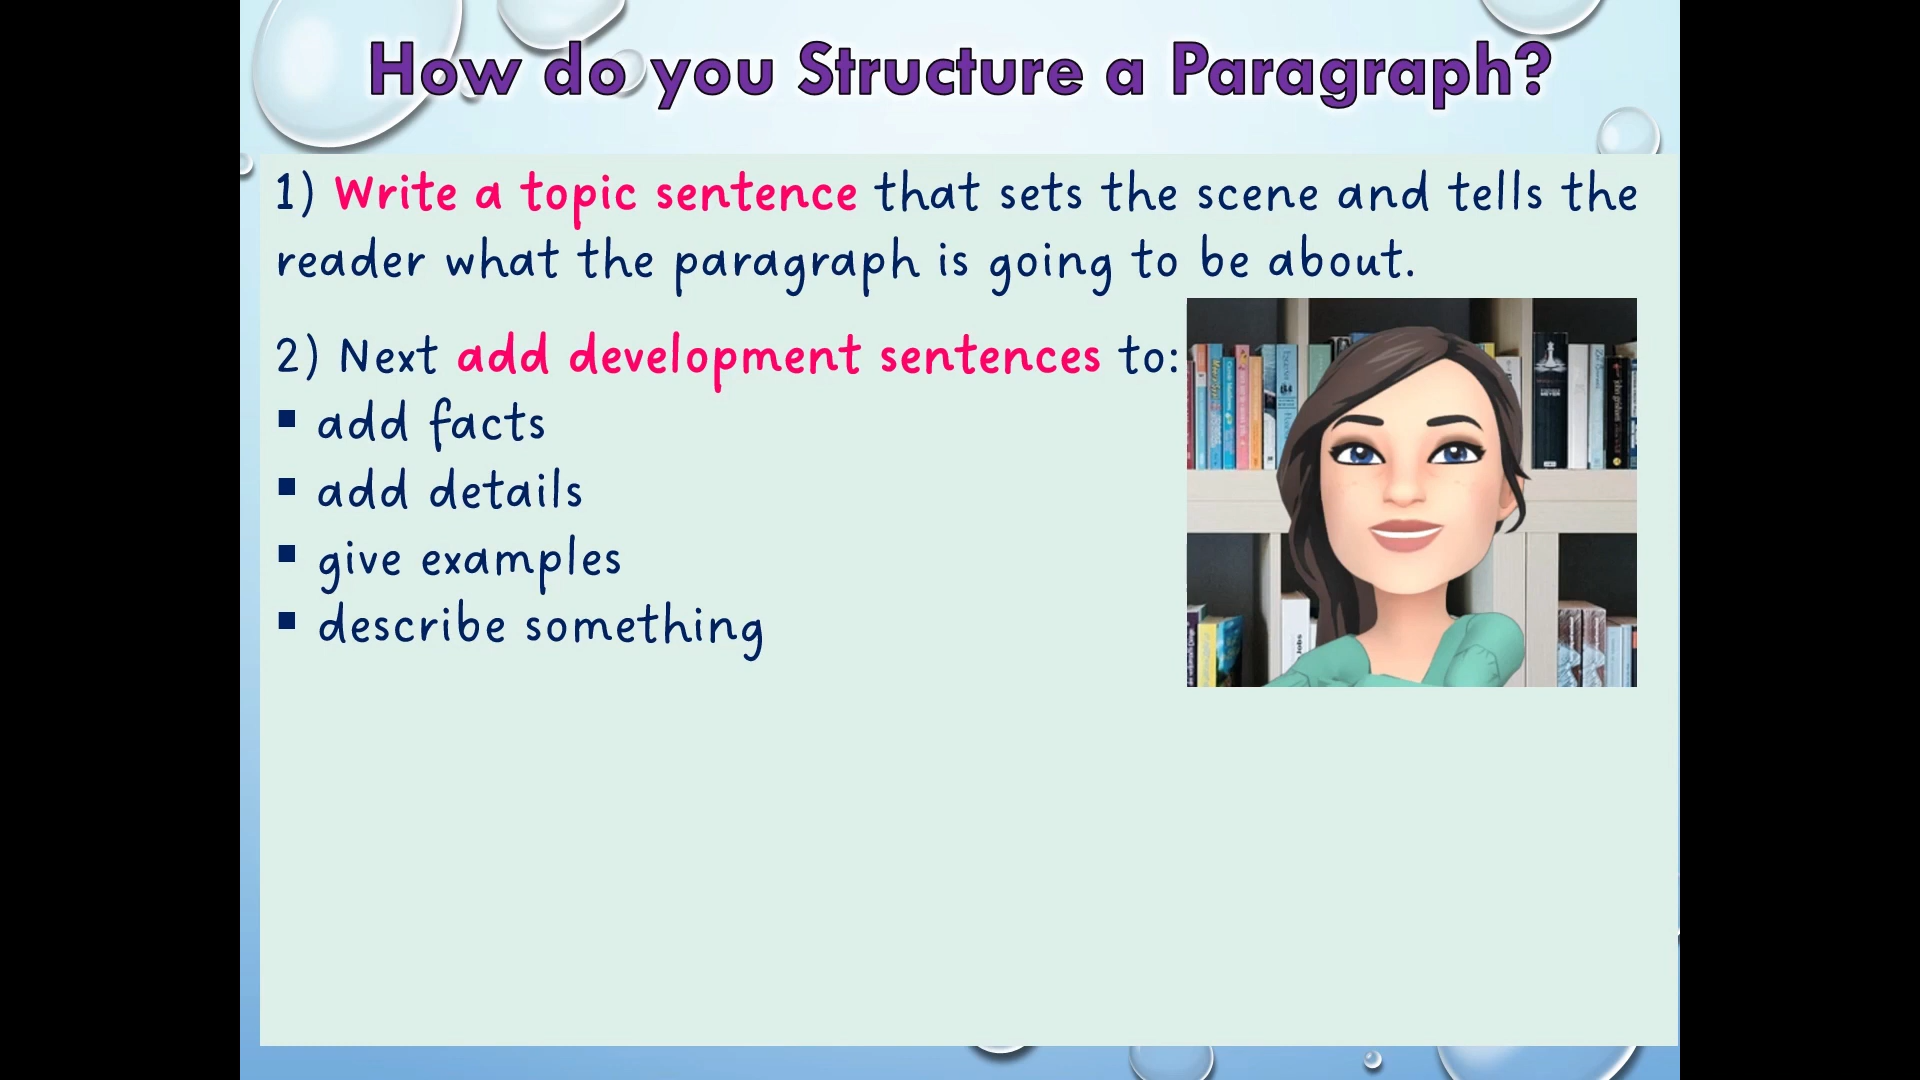 How do you Structure a Paragraph?
1) Write a topic sentence that sets the scene and tells the
reader what the paragraph is going to be about.
2) Next add development sentences to:
▪ add facts
▪ add details
▪ give examples
▪ describe something